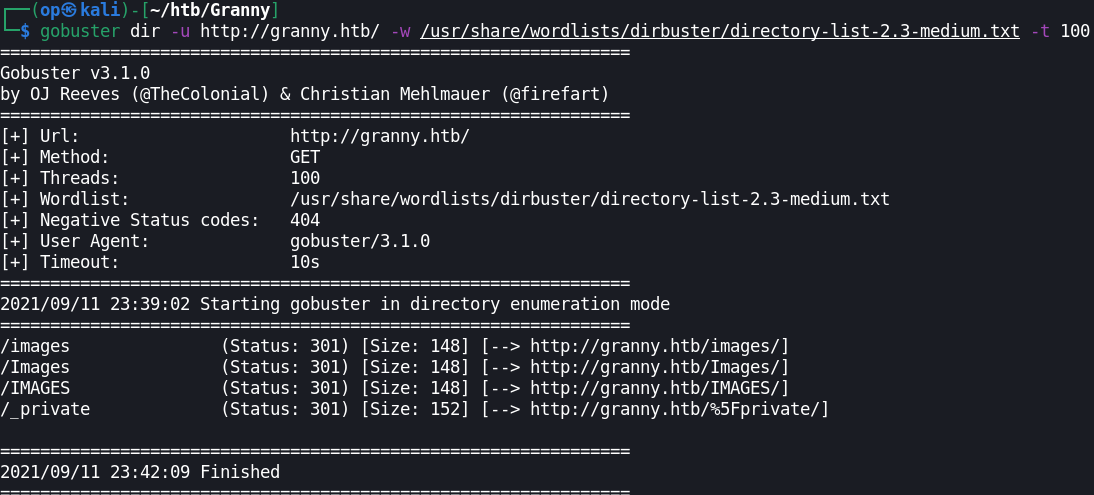 ┌──(op㉿kali)-[~/htb/Granny]
└─$ gobuster dir -u http://granny.htb/ -w /usr/share/wordlists/dirbuster/directory-list-2.3-medium.txt -t 100
===============================================================
Gobuster v3.1.0
by OJ Reeves (@TheColonial) & Christian Mehlmauer (@firefart)
===============================================================
[+] Url:                     http://granny.htb/
[+] Method:                  GET
[+] Threads:                 100
[+] Wordlist:                /usr/share/wordlists/dirbuster/directory-list-2.3-medium.txt
[+] Negative Status codes:   404
[+] User Agent:              gobuster/3.1.0
[+] Timeout:                 10s
===============================================================
2021/09/11 23:39:02 Starting gobuster in directory enumeration mode
===============================================================
/images               (Status: 301) [Size: 148] [--> http://granny.htb/images/]
/Images               (Status: 301) [Size: 148] [--> http://granny.htb/Images/]
/IMAGES               (Status: 301) [Size: 148] [--> http://granny.htb/IMAGES/]
/_private             (Status: 301) [Size: 152] [--> http://granny.htb/%5Fprivate/]

===============================================================
2021/09/11 23:42:09 Finished
===============================================================